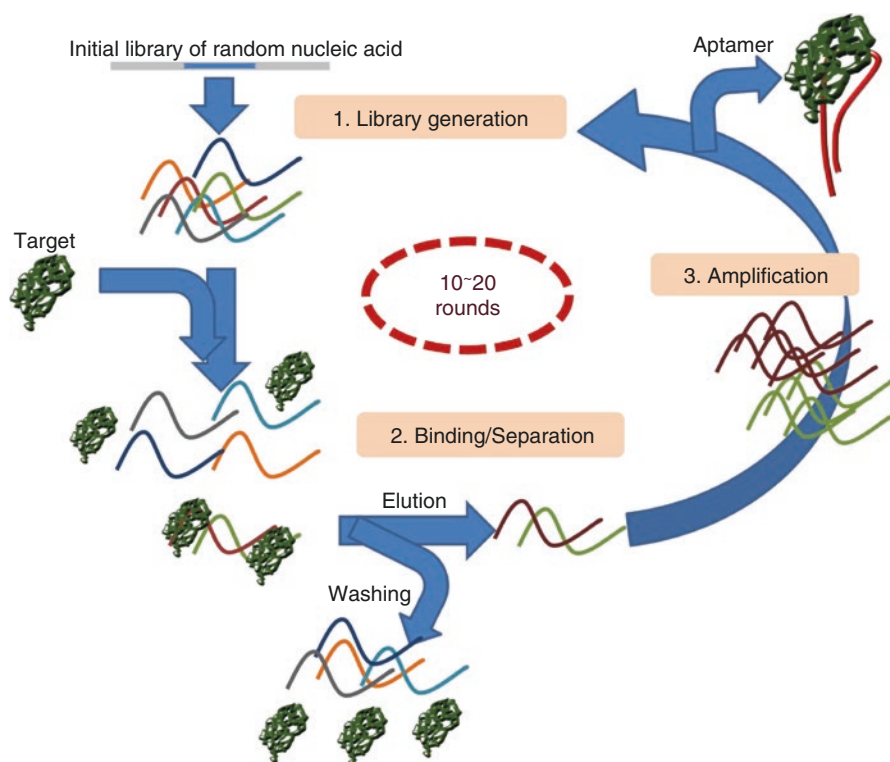 Initial library of random nucleic acid
Aptamer
1. Library generation
Target
10~20
rounds
3. Amplification
2. Binding/Separation
Elution
Washing